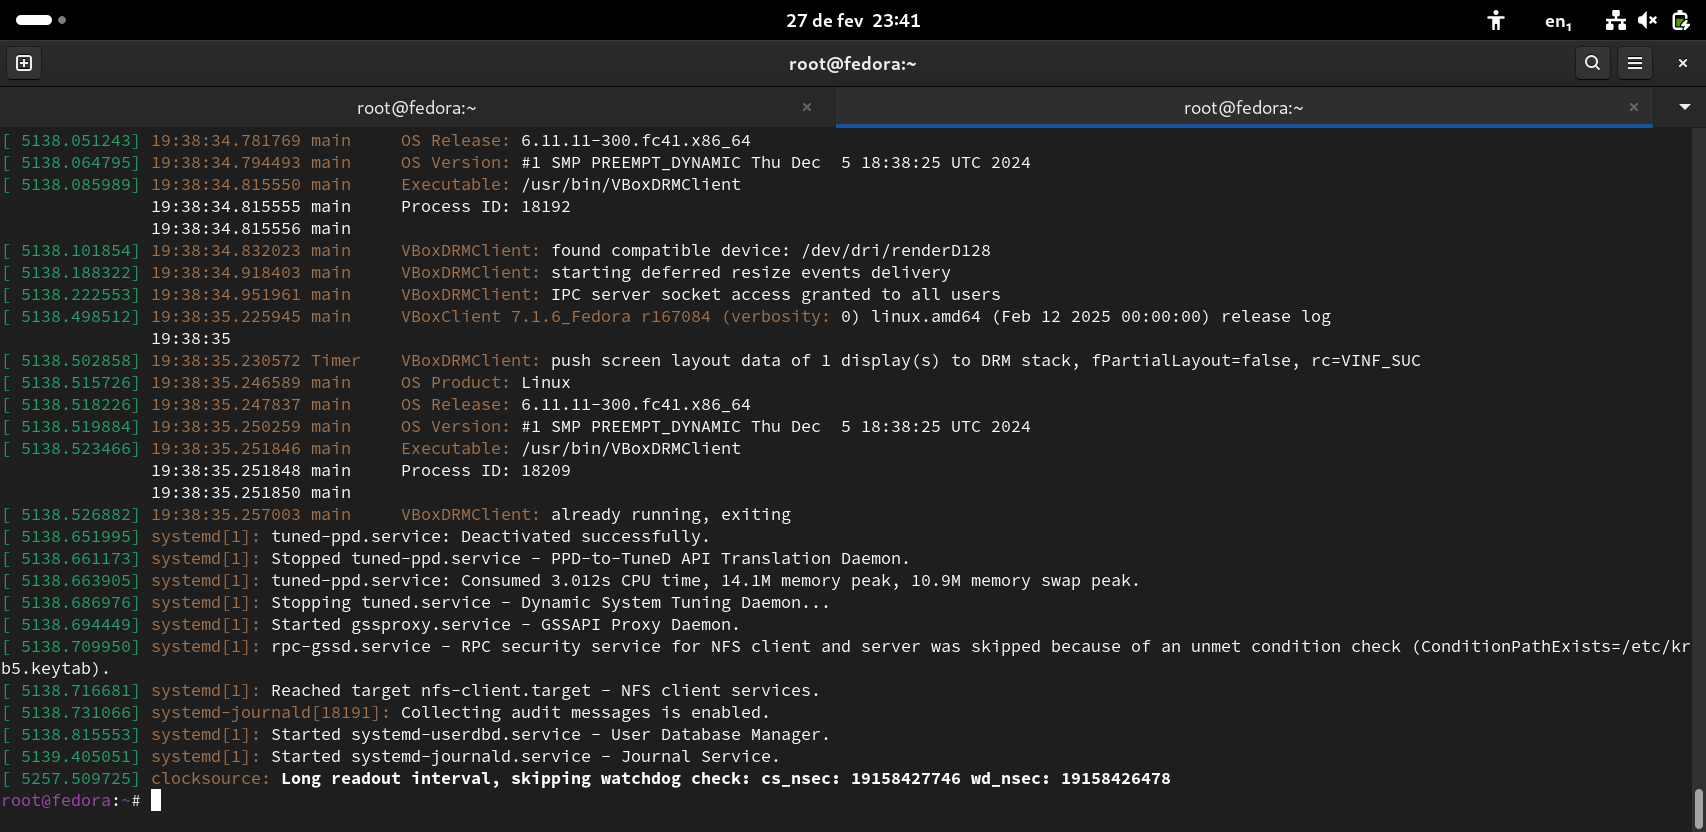 27 de fev 23:41
en₁
root@fedora:~
root@fedora:~ ×
root@fedora:~ ×
[ 5138.051243] 19:38:34.781769 main     OS Release: 6.11.11-300.fc41.x86_64
[ 5138.064795] 19:38:34.794493 main     OS Version: #1 SMP PREEMPT_DYNAMIC Thu Dec  5 18:38:25 UTC 2024
[ 5138.085989] 19:38:34.815550 main     Executable: /usr/bin/VBoxDRMClient
               19:38:34.815555 main     Process ID: 18192
               19:38:34.815556 main
[ 5138.101854] 19:38:34.832023 main     VBoxDRMClient: found compatible device: /dev/dri/renderD128
[ 5138.188322] 19:38:34.918403 main     VBoxDRMClient: starting deferred resize events delivery
[ 5138.222553] 19:38:34.951961 main     VBoxDRMClient: IPC server socket access granted to all users
[ 5138.498512] 19:38:35.225945 main     VBoxClient 7.1.6_Fedora r167084 (verbosity: 0) linux.amd64 (Feb 12 2025 00:00:00) release log
               19:38:35
[ 5138.502858] 19:38:35.230572 Timer    VBoxDRMClient: push screen layout data of 1 display(s) to DRM stack, fPartialLayout=false, rc=VINF_SUC
[ 5138.515726] 19:38:35.246589 main     OS Product: Linux
[ 5138.518226] 19:38:35.247837 main     OS Release: 6.11.11-300.fc41.x86_64
[ 5138.519884] 19:38:35.250259 main     OS Version: #1 SMP PREEMPT_DYNAMIC Thu Dec  5 18:38:25 UTC 2024
[ 5138.523466] 19:38:35.251846 main     Executable: /usr/bin/VBoxDRMClient
               19:38:35.251848 main     Process ID: 18209
               19:38:35.251850 main
[ 5138.526882] 19:38:35.257003 main     VBoxDRMClient: already running, exiting
[ 5138.651995] systemd[1]: tuned-ppd.service: Deactivated successfully.
[ 5138.661173] systemd[1]: Stopped tuned-ppd.service - PPD-to-TuneD API Translation Daemon.
[ 5138.663905] systemd[1]: tuned-ppd.service: Consumed 3.012s CPU time, 14.1M memory peak, 10.9M memory swap peak.
[ 5138.686976] systemd[1]: Stopping tuned.service - Dynamic System Tuning Daemon...
[ 5138.694449] systemd[1]: Started gssproxy.service - GSSAPI Proxy Daemon.
[ 5138.709950] systemd[1]: rpc-gssd.service - RPC security service for NFS client and server was skipped because of an unmet condition check (ConditionPathExists=/etc/kr
b5.keytab).
[ 5138.716681] systemd[1]: Reached target nfs-client.target - NFS client services.
[ 5138.731066] systemd-journald[18191]: Collecting audit messages is enabled.
[ 5138.815553] systemd[1]: Started systemd-userdbd.service - User Database Manager.
[ 5139.405051] systemd[1]: Started systemd-journald.service - Journal Service.
[ 5257.509725] clocksource: Long readout interval, skipping watchdog check: cs_nsec: 19158427746 wd_nsec: 19158426478
root@fedora:~#